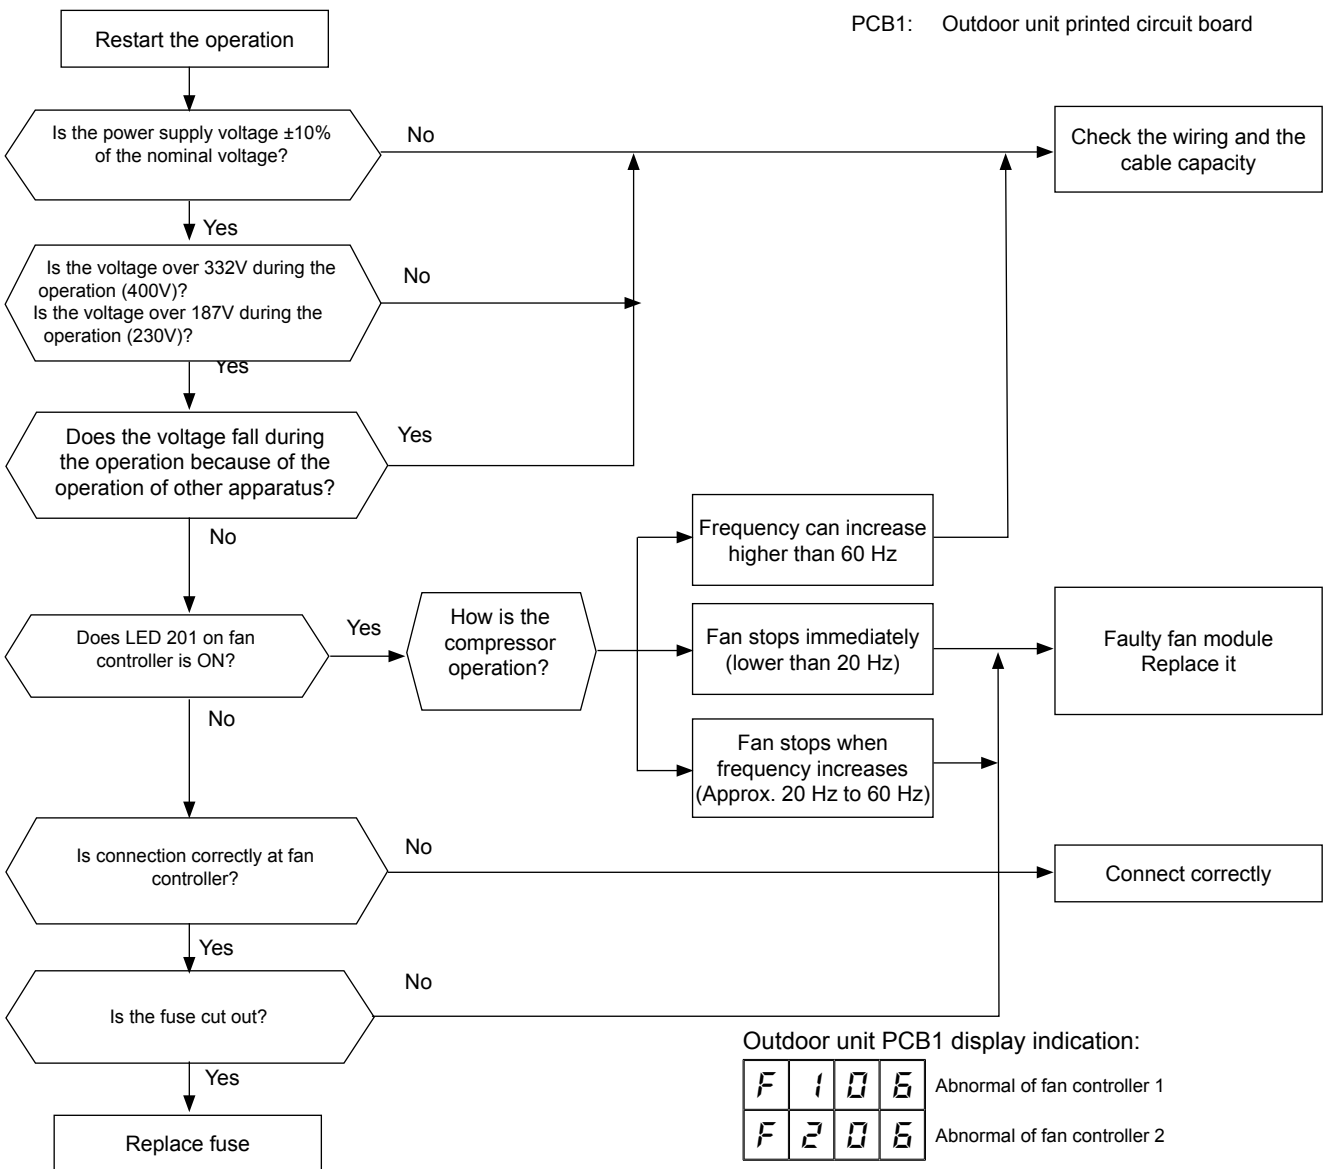 PCB1: Outdoor unit printed circuit board
Restart the operation
Is the power supply voltage ±10%
of the nominal voltage?
No
Check the wiring and the
cable capacity
Yes
Is the voltage over 332V during the
operation (400V)?
Is the voltage over 187V during the
operation (230V)?
No
Yes
Does the voltage fall during
the operation because of the
operation of other apparatus?
Yes
No
Frequency can increase
higher than 60 Hz
Does LED 201 on fan
controller is ON?
Yes
How is the
compressor
operation?
Fan stops immediately
(lower than 20 Hz)
Faulty fan module
Replace it
No
Fan stops when
frequency increases
(Approx. 20 Hz to 60 Hz)
Is connection correctly at fan
controller?
No
Connect correctly
Yes
Is the fuse cut out?
No
Yes
Replace fuse
Outdoor unit PCB1 display indication:
F 1 0 6 Abnormal of fan controller 1
F 2 0 6 Abnormal of fan controller 2